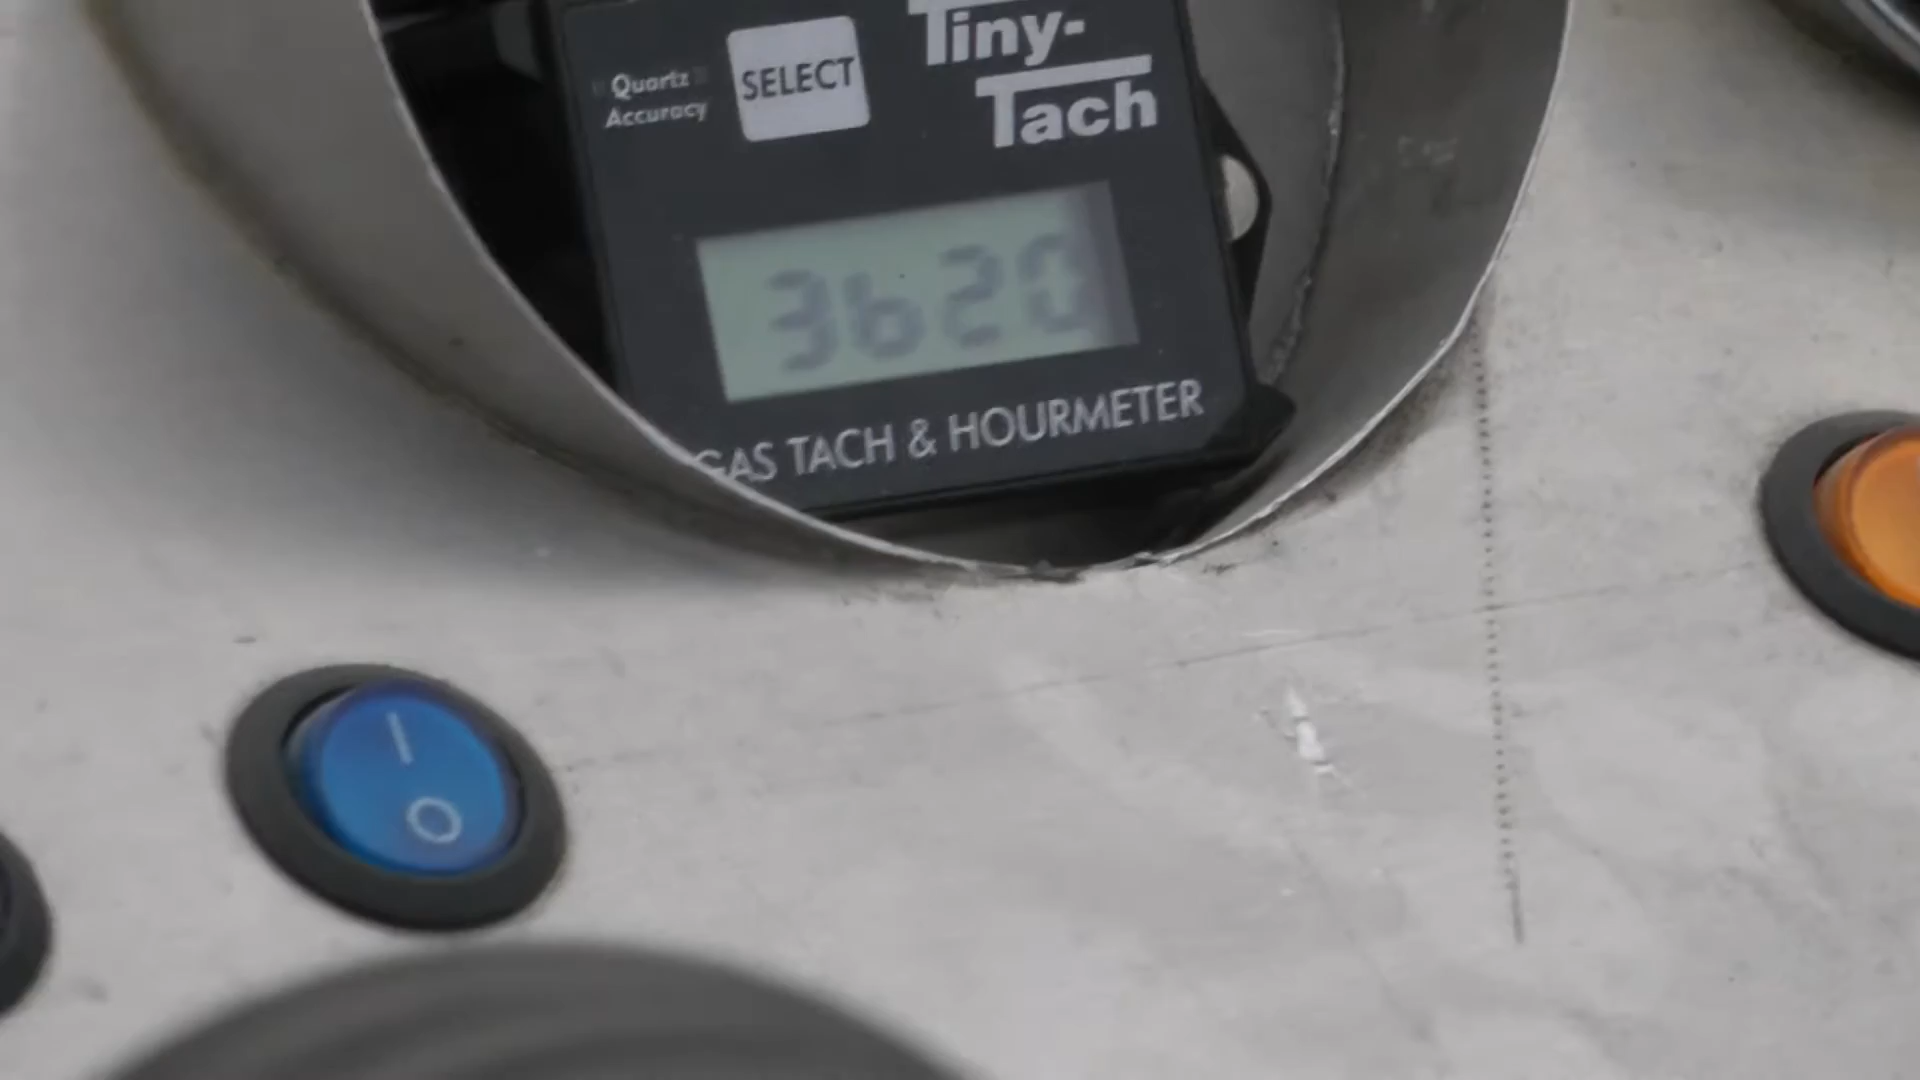 Quartz
Accuracy
SELECT
Tiny-
Tach
3620
GAS TACH & HOURMETER